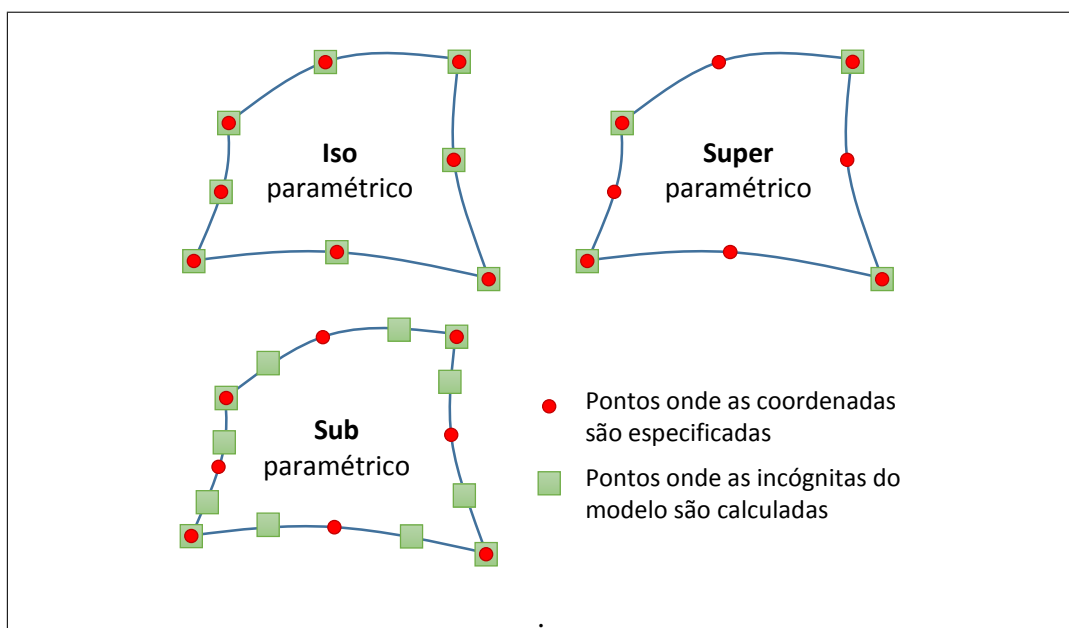 Iso
paramétrico
Super
paramétrico
Sub
paramétrico
Pontos onde as coordenadas
são especificadas
Pontos onde as incógnitas do
modelo são calculadas
.